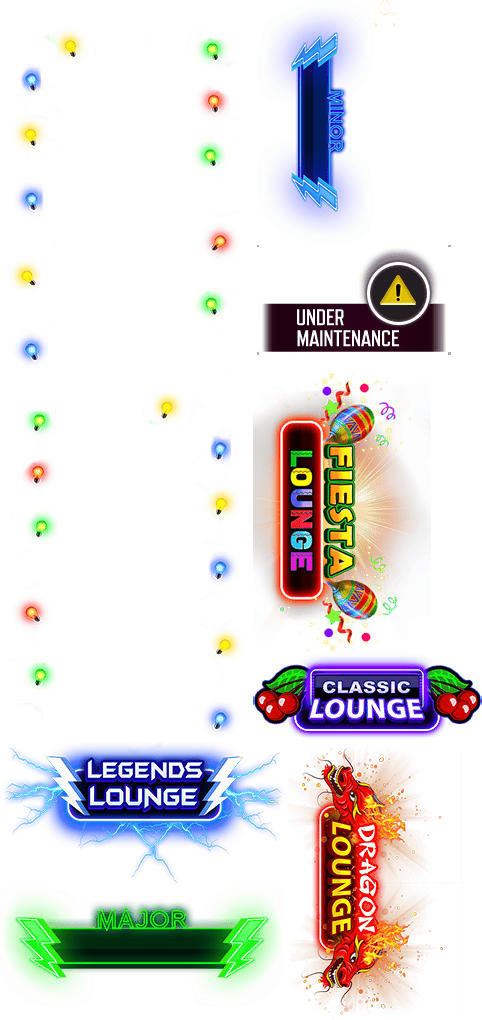 MINOR
UNDER
MAINTENANCE
FIESTA
LOUNGE
CLASSIC
LOUNGE
LEGENDS
LOUNGE
DRAGON
LOUNGE
MAJOR